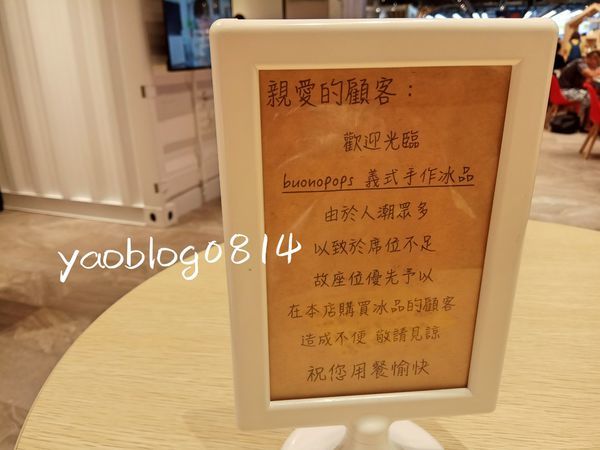 親愛的顧客：
歡迎光臨
buonopops 義式手作冰品
由於人潮眾多
以致於席位不足
故座位優先予以
在本店購買冰品的顧客
造成不便 敬請見諒
祝您用餐愉快
yaoblog0814